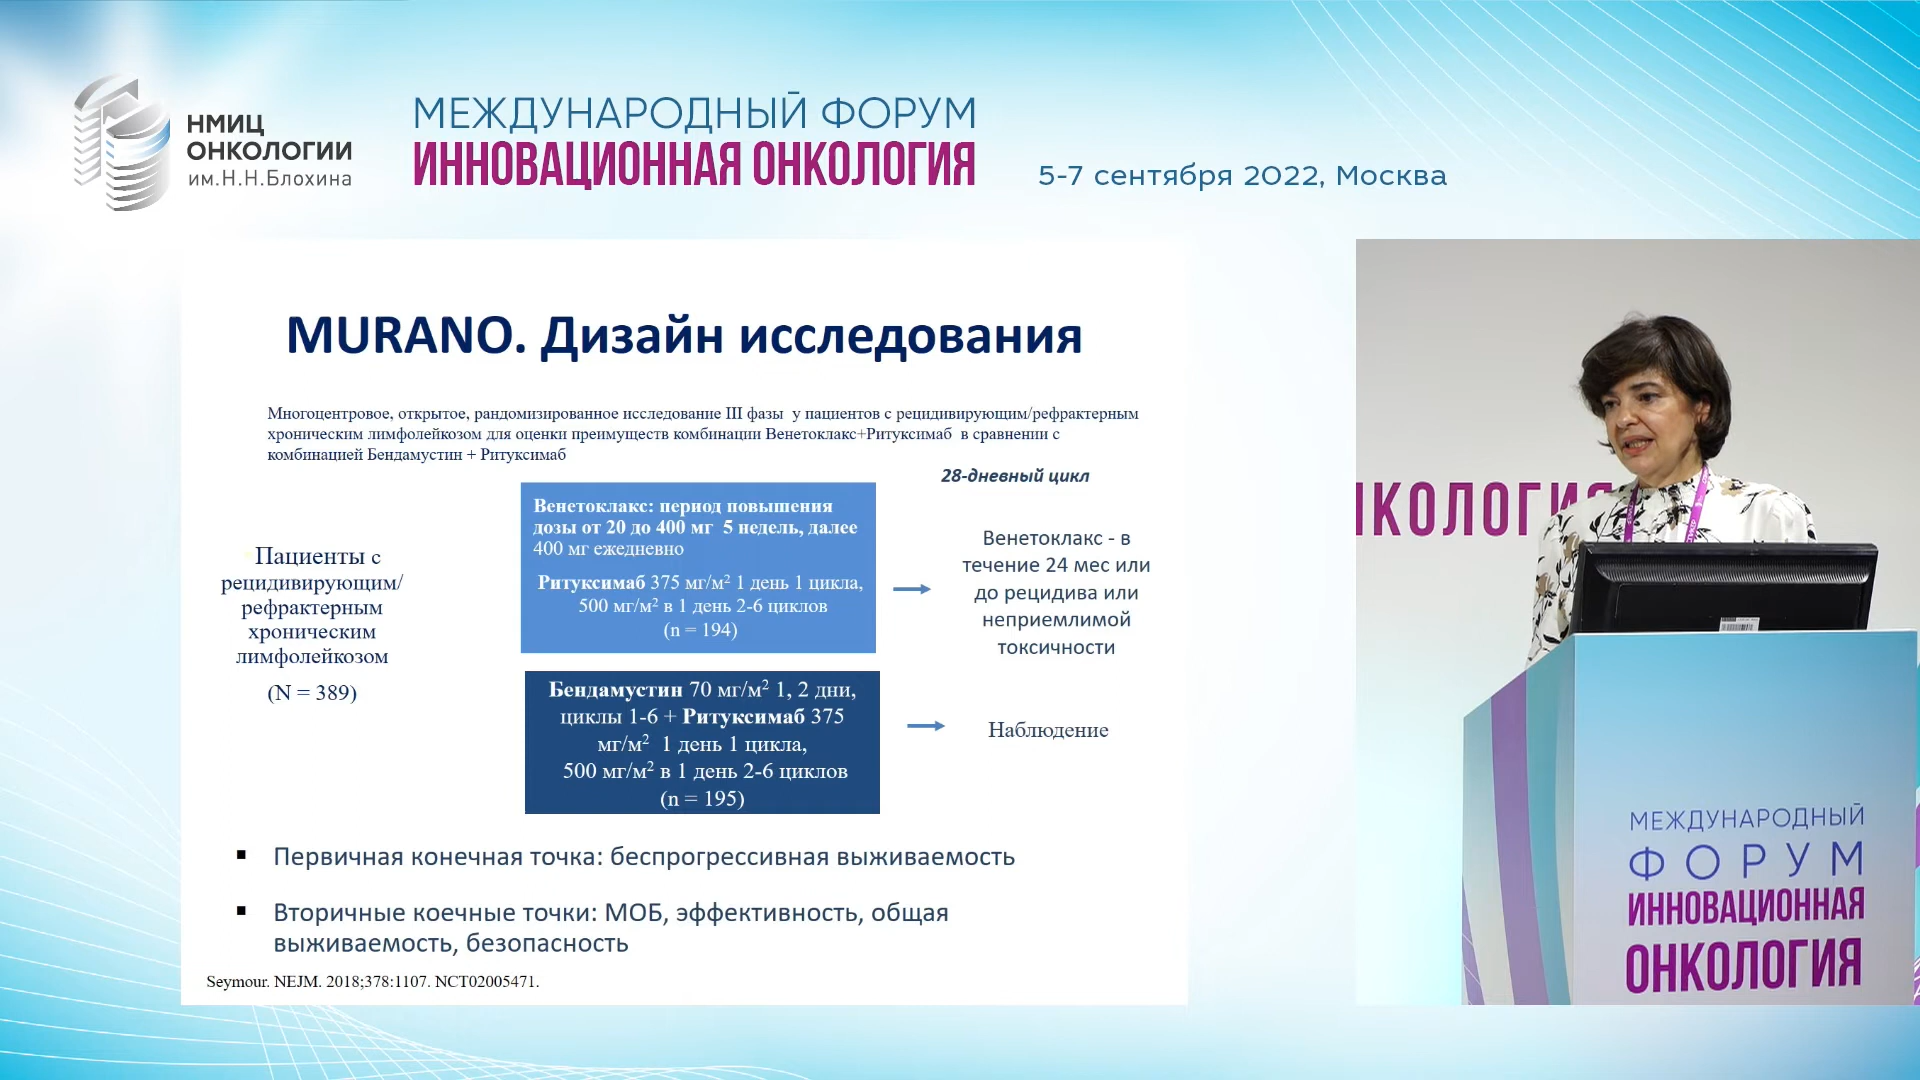 НМИЦ
ОНКОЛОГИИ
им.Н.Н.Блохина
МЕЖДУНАРОДНЫЙ ФОРУМ
ИННОВАЦИОННАЯ ОНКОЛОГИЯ
5-7 сентября 2022, Москва
MURANO. Дизайн исследования
Многоцентровое, открытое, рандомизированное исследование III фазы у пациентов с рецидивирующим/рефрактерным
хроническим лимфолейкозом для оценки преимуществ комбинации Венетоклакс+Ритуксимаб в сравнении с
комбинацией Бендамустин + Ритуксимаб
28-дневный цикл
Пациенты с
рецидивирующим/
рефрактерным
хроническим
лимфолейкозом
(N = 389)
Венетоклакс: период повышения
дозы от 20 до 400 мг 5 недель, далее
400 мг ежедневно
Ритуксимаб 375 мг/м² 1 день 1 цикла,
500 мг/м² в 1 день 2-6 циклов
(n = 194)
Венетоклакс - в
течение 24 мес или
до рецидива или
неприемлимой
токсичности
Бендамустин 70 мг/м² 1, 2 дни,
циклы 1-6 + Ритуксимаб 375
мг/м² 1 день 1 цикла,
500 мг/м² в 1 день 2-6 циклов
(n = 195)
Наблюдение
▪ Первичная конечная точка: беспрогрессивная выживаемость
▪ Вторичные коечные точки: МОБ, эффективность, общая
выживаемость, безопасность
Seymour. NEJM. 2018;378:1107. NCT02005471.
НКОЛОГИЯ
МЕЖДУНАРОДНЫЙ
ФОРУМ
ИННОВАЦИОННАЯ
ОНКОЛОГИЯ